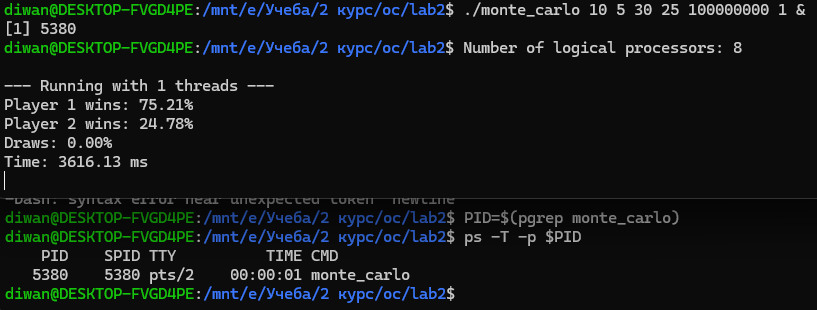 diwan@DESKTOP-FVGD4PE:/mnt/e/Учеба/2 курс/ос/lab2$ ./monte_carlo 10 5 30 25 100000000 1 &
[1] 5380
diwan@DESKTOP-FVGD4PE:/mnt/e/Учеба/2 курс/ос/lab2$ Number of logical processors: 8
--- Running with 1 threads ---
Player 1 wins: 75.21%
Player 2 wins: 24.78%
Draws: 0.00%
Time: 3616.13 ms
-bash: syntax error near unexpected token `newline'
diwan@DESKTOP-FVGD4PE:/mnt/e/Учеба/2 курс/ос/lab2$ PID=$(pgrep monte_carlo)
diwan@DESKTOP-FVGD4PE:/mnt/e/Учеба/2 курс/ос/lab2$ ps -T -p $PID
    PID    SPID TTY          TIME CMD
   5380    5380 pts/2    00:00:01 monte_carlo
diwan@DESKTOP-FVGD4PE:/mnt/e/Учеба/2 курс/ос/lab2$